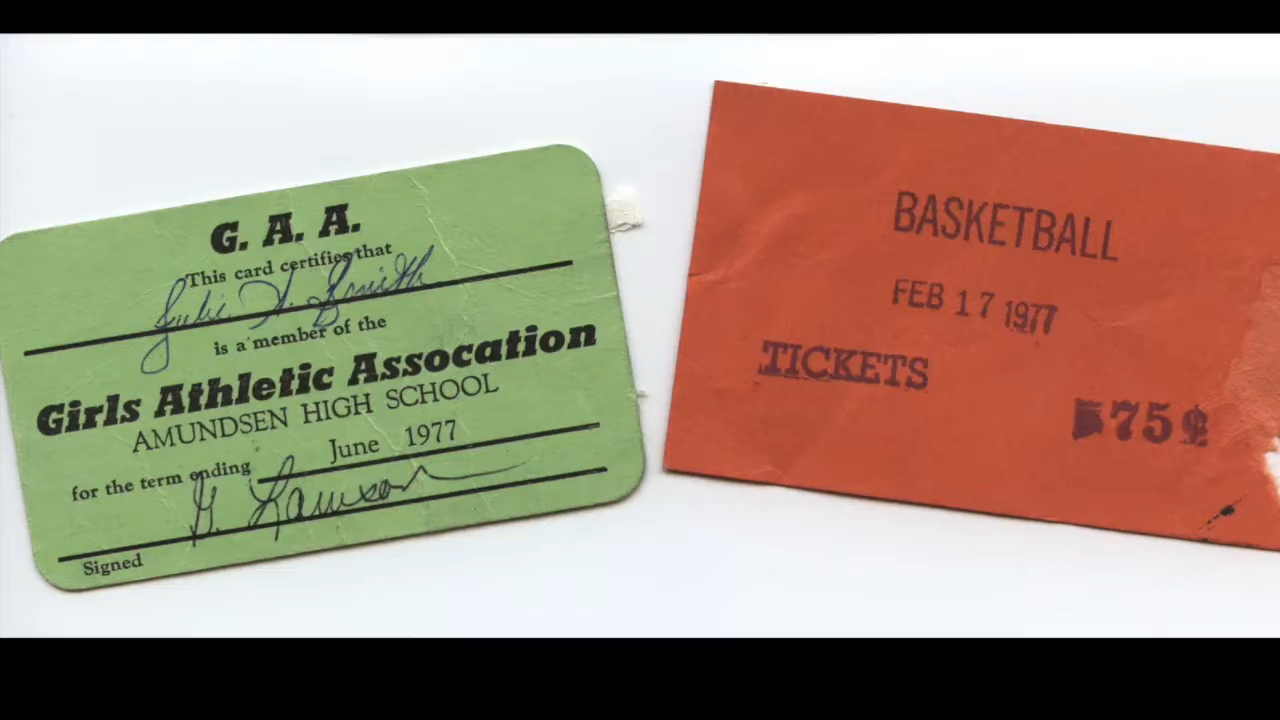 G. A. A.
This card certifies that
Julie A. Smith
is a member of the
Girls Athletic Assocation
AMUNDSEN HIGH SCHOOL
for the term ending June 1977
G. Lawson
Signed
BASKETBALL
FEB 17 1977
TICKETS
75¢